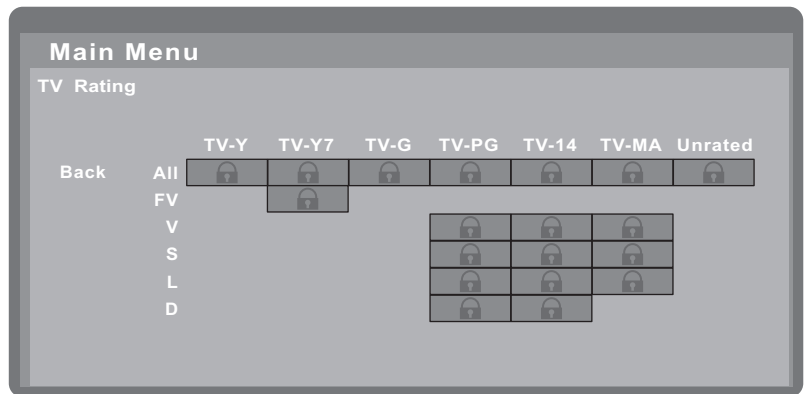 Main Menu
TV Rating
TV-Y TV-Y7 TV-G TV-PG TV-14 TV-MA Unrated
Back All
FV
V
S
L
D